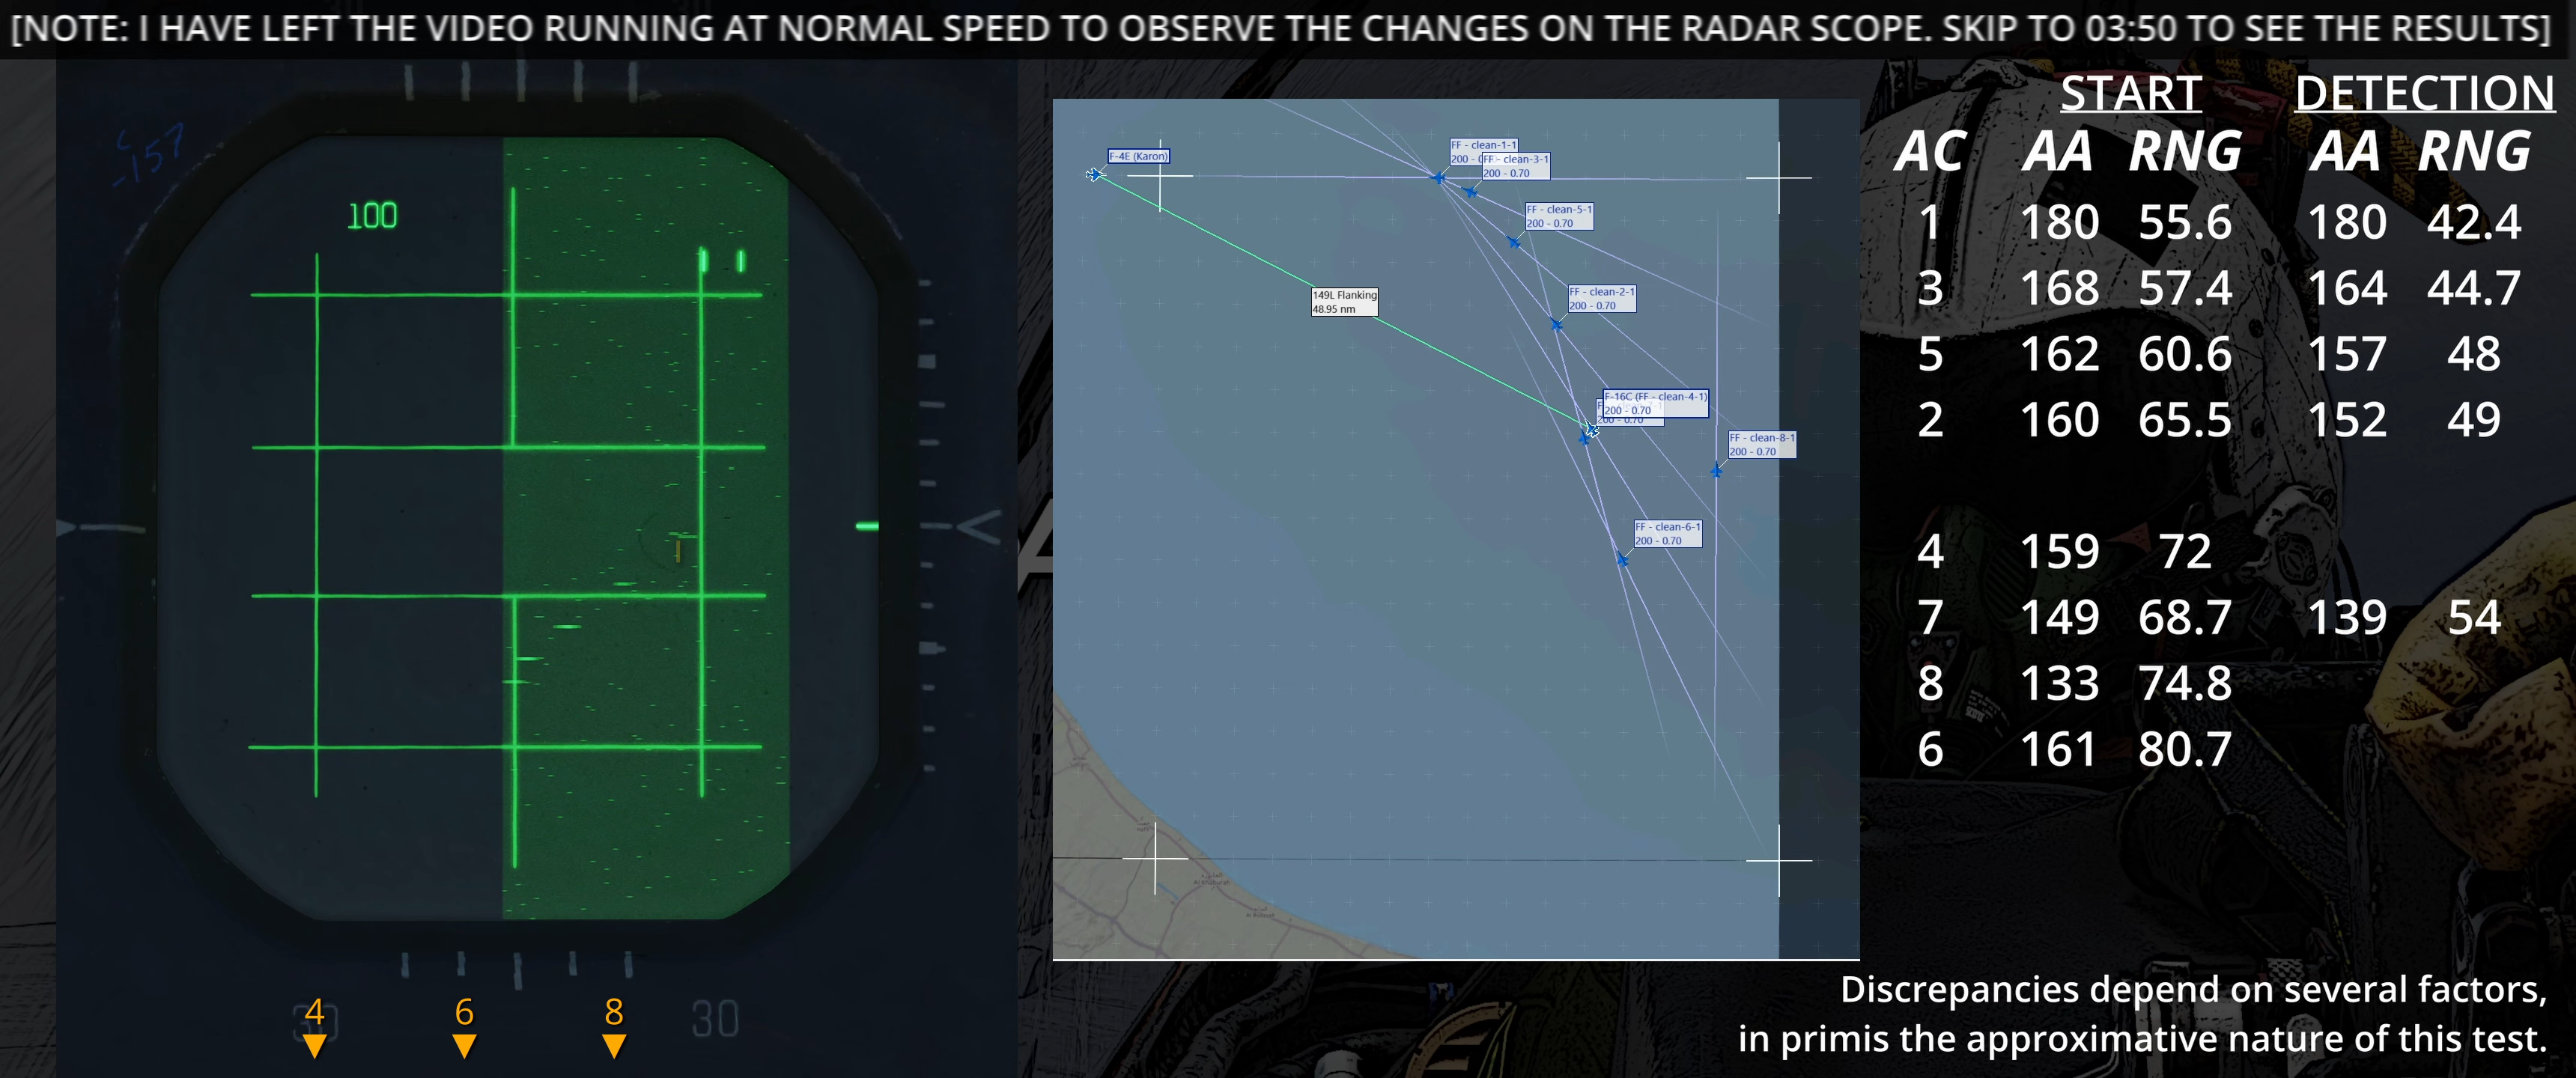 [NOTE: I HAVE LEFT THE VIDEO RUNNING AT NORMAL SPEED TO OBSERVE THE CHANGES ON THE RADAR SCOPE. SKIP TO 03:50 TO SEE THE RESULTS]
-157
100
30
30
4 6 8
F-4E (Karon)
FF - clean-1-1
FF - clean-3-1
200 - 0.70
FF - clean-5-1
200 - 0.70
FF - clean-2-1
200 - 0.70
149L Flanking
48.95 nm
F-16C (FF - clean-4-1)
200 - 0.70
200 - 0.70
FF - clean-8-1
200 - 0.70
FF - clean-6-1
200 - 0.70
START DETECTION
AC AA RNG AA RNG
1 180 55.6 180 42.4
3 168 57.4 164 44.7
5 162 60.6 157 48
2 160 65.5 152 49
4 159 72
7 149 68.7 139 54
8 133 74.8
6 161 80.7
Discrepancies depend on several factors,
in primis the approximative nature of this test.